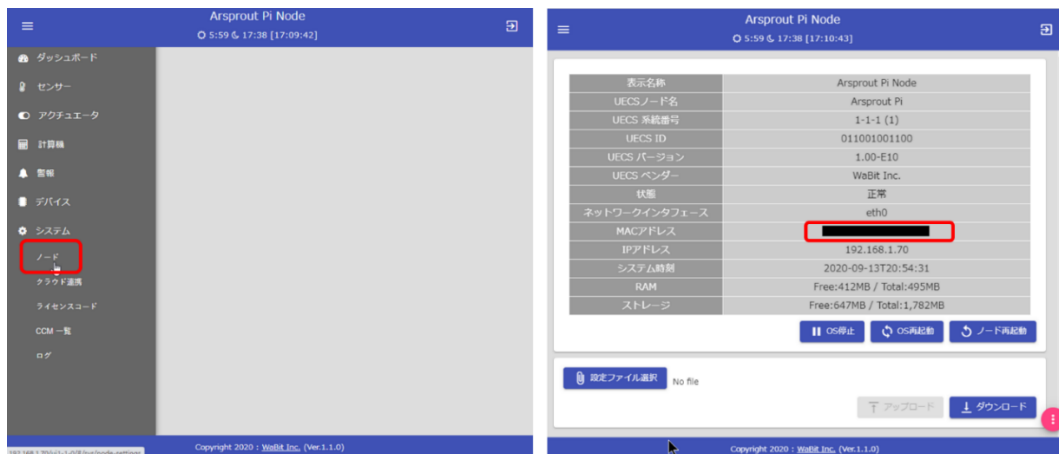 Arsprout Pi Node
5:59 17:38 [17:09:42]
ダッシュボード
センサー
アクチュエータ
計算機
警報
デバイス
システム
ノード
クラウド連携
ライセンスコード
CCM 一覧
ログ
Copyright 2020 : WaBit Inc. (Ver.1.1.0)
Arsprout Pi Node
5:59 17:38 [17:10:43]
表示名称 Arsprout Pi Node
UECSノード名 Arsprout Pi
UECS 系統番号 1-1-1 (1)
UECS ID 011001001100
UECS バージョン 1.00-E10
UECS ベンダー WaBit Inc.
状態 正常
ネットワークインタフェース eth0
MACアドレス
IPアドレス 192.168.1.70
システム時刻 2020-09-13T20:54:31
RAM Free:412MB / Total:495MB
ストレージ Free:647MB / Total:1,782MB
OS停止 OS再起動 ノード再起動
設定ファイル選択 No file
アップロード ダウンロード
Copyright 2020 : WaBit Inc. (Ver.1.1.0)